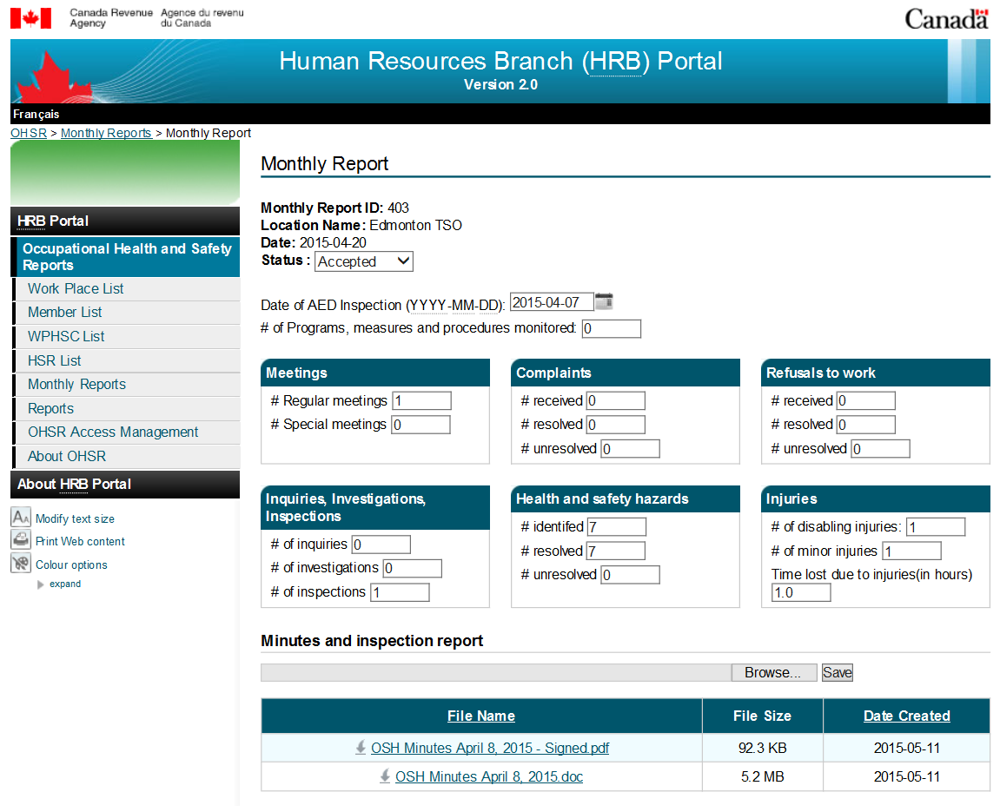 Canada Revenue Agency
Agence du revenu du Canada
Canada
Human Resources Branch (HRB) Portal
Version 2.0
Français
OHSR > Monthly Reports > Monthly Report
HRB Portal
Occupational Health and Safety
Reports
Work Place List
Member List
WPHSC List
HSR List
Monthly Reports
Reports
OHSR Access Management
About OHSR
About HRB Portal
Modify text size
Print Web content
Colour options
expand
Monthly Report
Monthly Report ID: 403
Location Name: Edmonton TSO
Date: 2015-04-20
Status : Accepted
Date of AED Inspection (YYYY-MM-DD): 2015-04-07
# of Programs, measures and procedures monitored: 0
Meetings
# Regular meetings 1
# Special meetings 0
Complaints
# received 0
# resolved 0
# unresolved 0
Refusals to work
# received 0
# resolved 0
# unresolved 0
Inquiries, Investigations,
Inspections
# of inquiries 0
# of investigations 0
# of inspections 1
Health and safety hazards
# identifed 7
# resolved 7
# unresolved 0
Injuries
# of disabling injuries: 1
# of minor injuries 1
Time lost due to injuries(in hours)
1.0
Minutes and inspection report
Browse... Save
File Name File Size Date Created
OSH Minutes April 8, 2015 - Signed.pdf 92.3 KB 2015-05-11
OSH Minutes April 8, 2015.doc 5.2 MB 2015-05-11